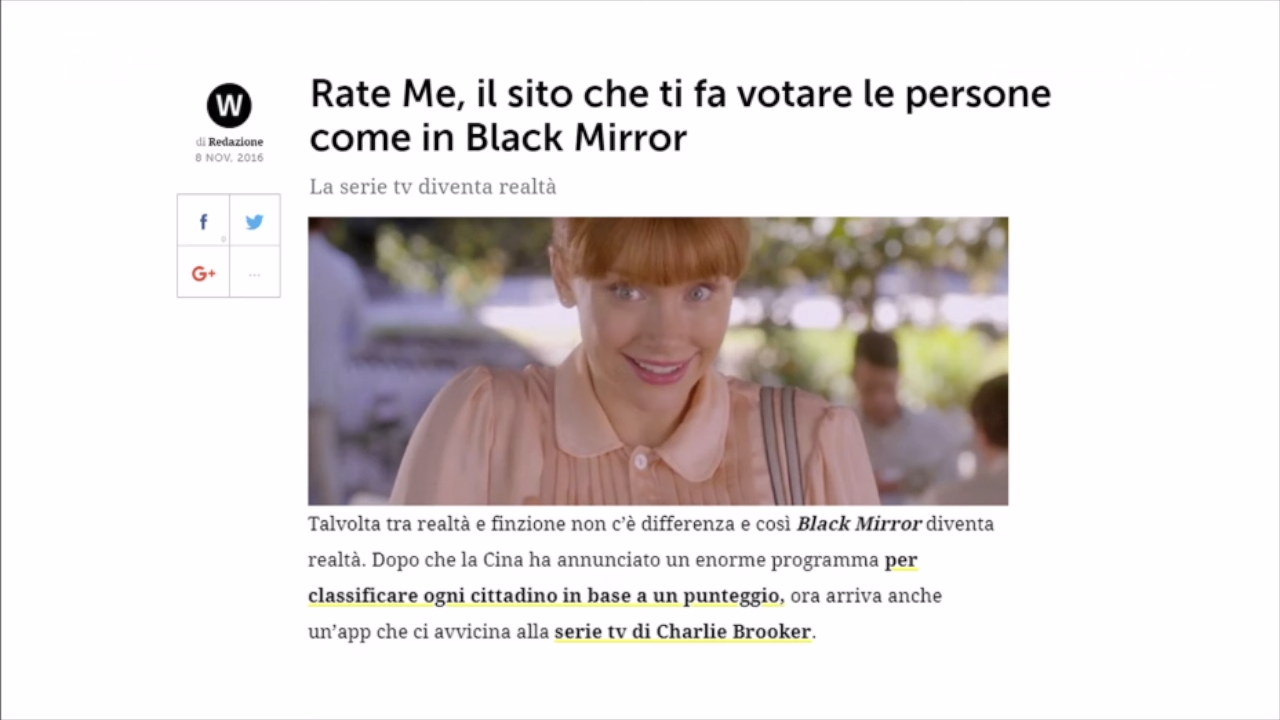 Rate Me, il sito che ti fa votare le persone
come in Black Mirror
W
di Redazione
8 NOV, 2016
La serie tv diventa realtà
f
0
G+
...
Talvolta tra realtà e finzione non c'è differenza e così Black Mirror diventa
realtà. Dopo che la Cina ha annunciato un enorme programma per
classificare ogni cittadino in base a un punteggio, ora arriva anche
un'app che ci avvicina alla serie tv di Charlie Brooker.